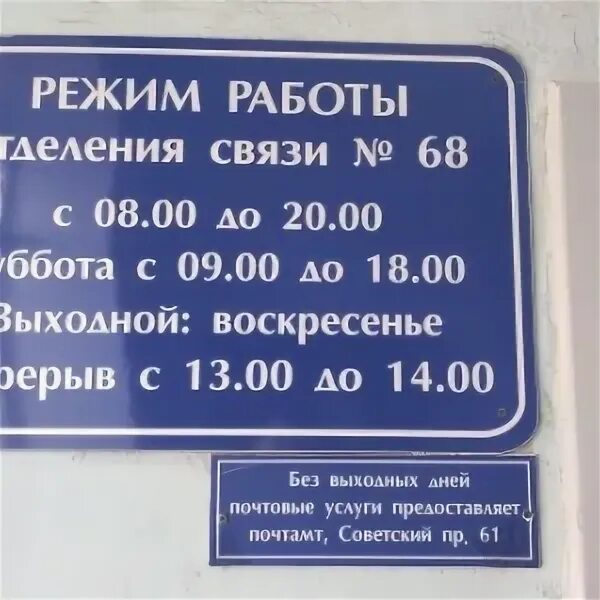 РЕЖИМ РАБОТЫ
тделения связи № 68
с 08.00 до 20.00
уббота с 09.00 до 18.00
Выходной: воскресенье
рерыв с 13.00 до 14.00
Без выходных дней
почтовые услуги предоставляет
почтамт, Советский пр. 61